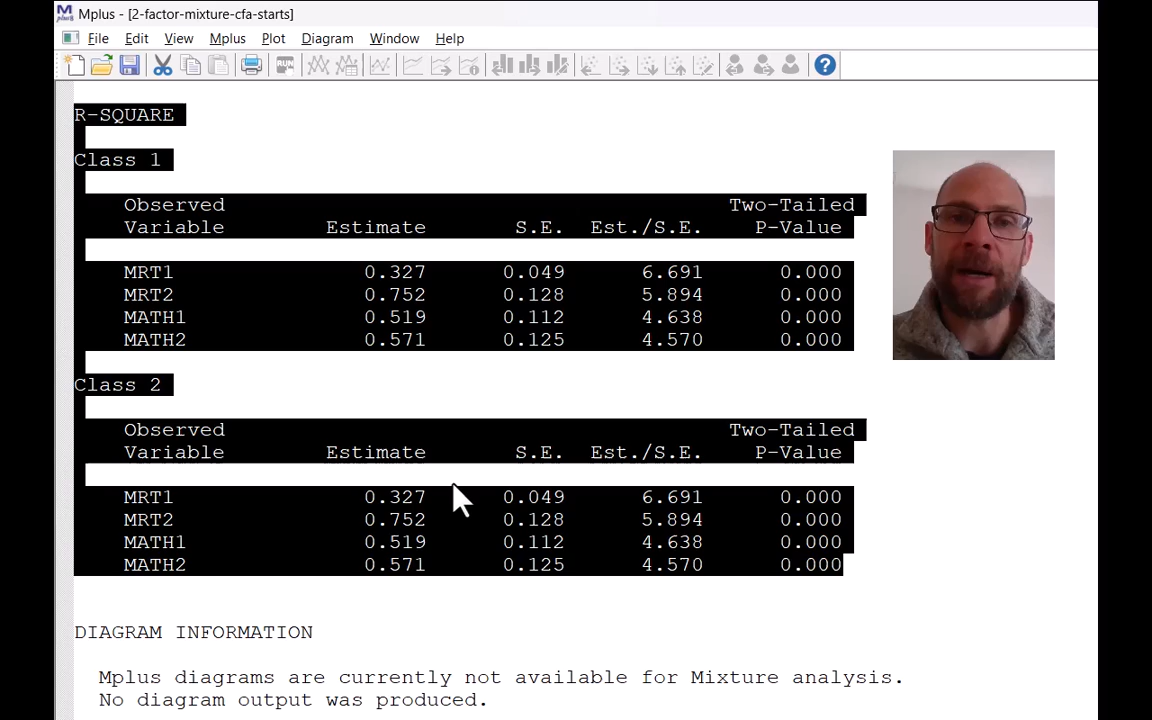 Mplus - [2-factor-mixture-cfa-starts]
File Edit View Mplus Plot Diagram Window Help
R-SQUARE
Class 1
Observed Two-Tailed
Variable Estimate S.E. Est./S.E. P-Value
MRT1 0.327 0.049 6.691 0.000
MRT2 0.752 0.128 5.894 0.000
MATH1 0.519 0.112 4.638 0.000
MATH2 0.571 0.125 4.570 0.000
Class 2
Observed Two-Tailed
Variable Estimate S.E. Est./S.E. P-Value
MRT1 0.327 0.049 6.691 0.000
MRT2 0.752 0.128 5.894 0.000
MATH1 0.519 0.112 4.638 0.000
MATH2 0.571 0.125 4.570 0.000
DIAGRAM INFORMATION
Mplus diagrams are currently not available for Mixture analysis.
No diagram output was produced.